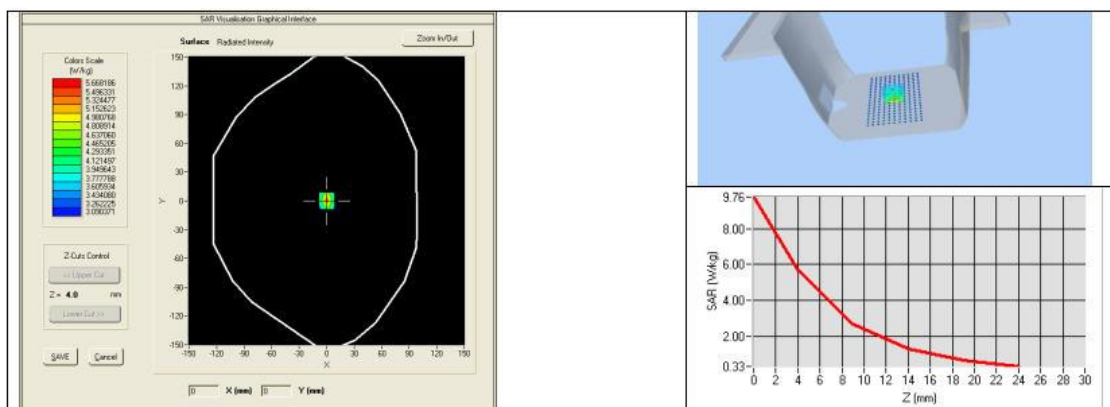 SAR Visualisation Graphical Interface
Surface Radiated Intensity
Zoom In/Out
Colors Scale
(W/kg)
5.668186
5.496331
5.324477
5.152623
4.980768
4.808914
4.637060
4.465205
4.293351
4.121497
3.949643
3.777788
3.605934
3.434080
3.262225
3.090371
Z-Cuts Control
<< Upper Cut
Z = 4.0 mm
Lower Cut >>
SAVE Cancel
150
120
90
60
30
0
-30
-60
-90
-120
-150
Y
-150 -120 -90 -60 -30 0 30 60 90 120 150
X
0 X (mm) 0 Y (mm)
9.76
8.00
6.00
4.00
2.00
0.33
SAR (W/kg)
0 2 4 6 8 10 12 14 16 18 20 22 24 26 28 30
Z (mm)